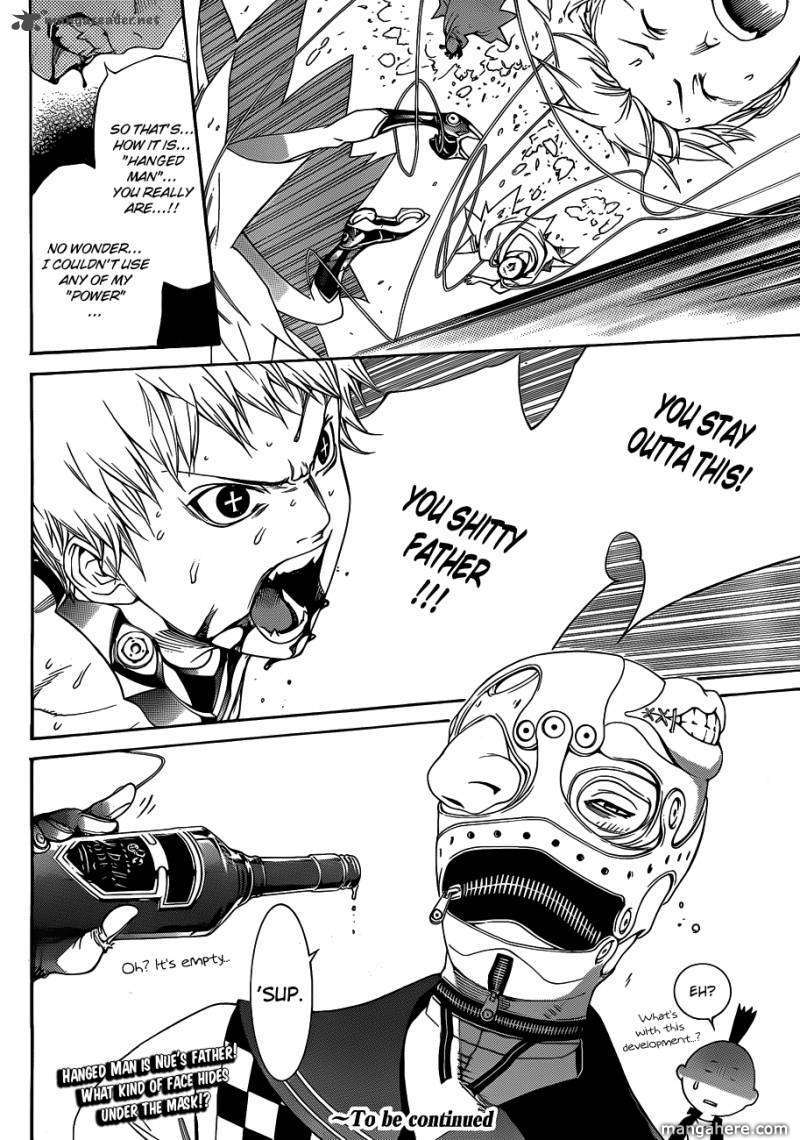 SO THAT'S...
HOW IT IS...
"HANGED
MAN"...
YOU REALLY
ARE...!!
NO WONDER...
I COULDN'T USE
ANY OF MY
"POWER"
...
YOU STAY
OUTTA THIS!
YOU SHITTY
FATHER
!!!
Oh? It's empty..
'SUP.
EH?
What's
with this
development..?
HANGED MAN IS NUE'S FATHER!
WHAT KIND OF FACE HIDES
UNDER THE MASK!?
~To be continued
mangahere.com